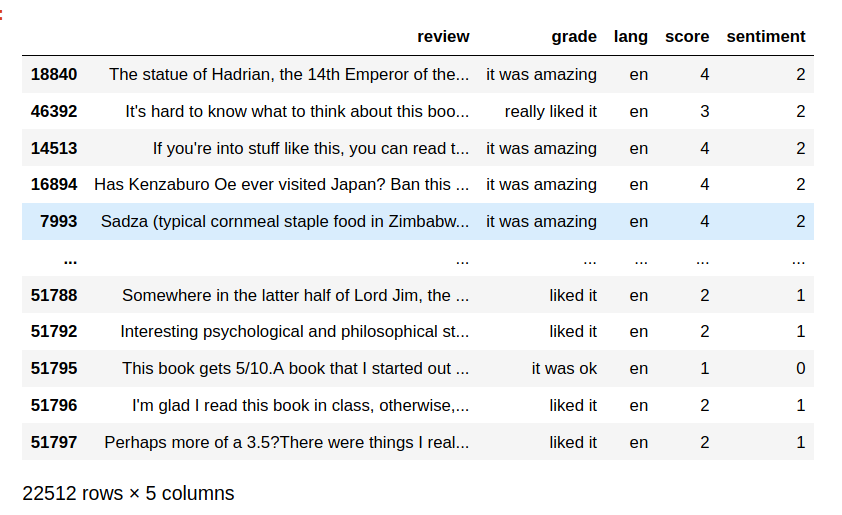 review grade lang score sentiment
18840 The statue of Hadrian, the 14th Emperor of the... it was amazing en 4 2
46392 It's hard to know what to think about this boo... really liked it en 3 2
14513 If you're into stuff like this, you can read t... it was amazing en 4 2
16894 Has Kenzaburo Oe ever visited Japan? Ban this ... it was amazing en 4 2
7993 Sadza (typical cornmeal staple food in Zimbabw... it was amazing en 4 2
... ... ... ... ... ...
51788 Somewhere in the latter half of Lord Jim, the ... liked it en 2 1
51792 Interesting psychological and philosophical st... liked it en 2 1
51795 This book gets 5/10.A book that I started out ... it was ok en 1 0
51796 I'm glad I read this book in class, otherwise,... liked it en 2 1
51797 Perhaps more of a 3.5?There were things I real... liked it en 2 1
22512 rows × 5 columns